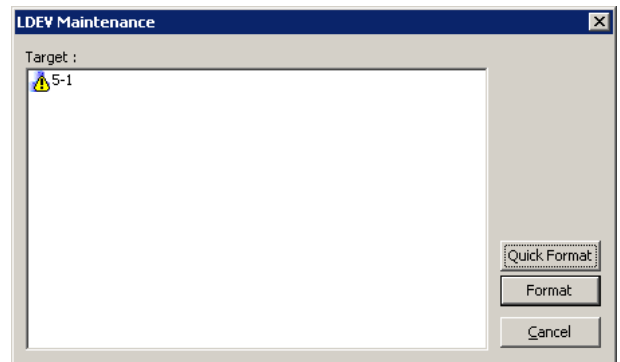 LDEV Maintenance
Target :
5-1
Quick Format
Format
Cancel